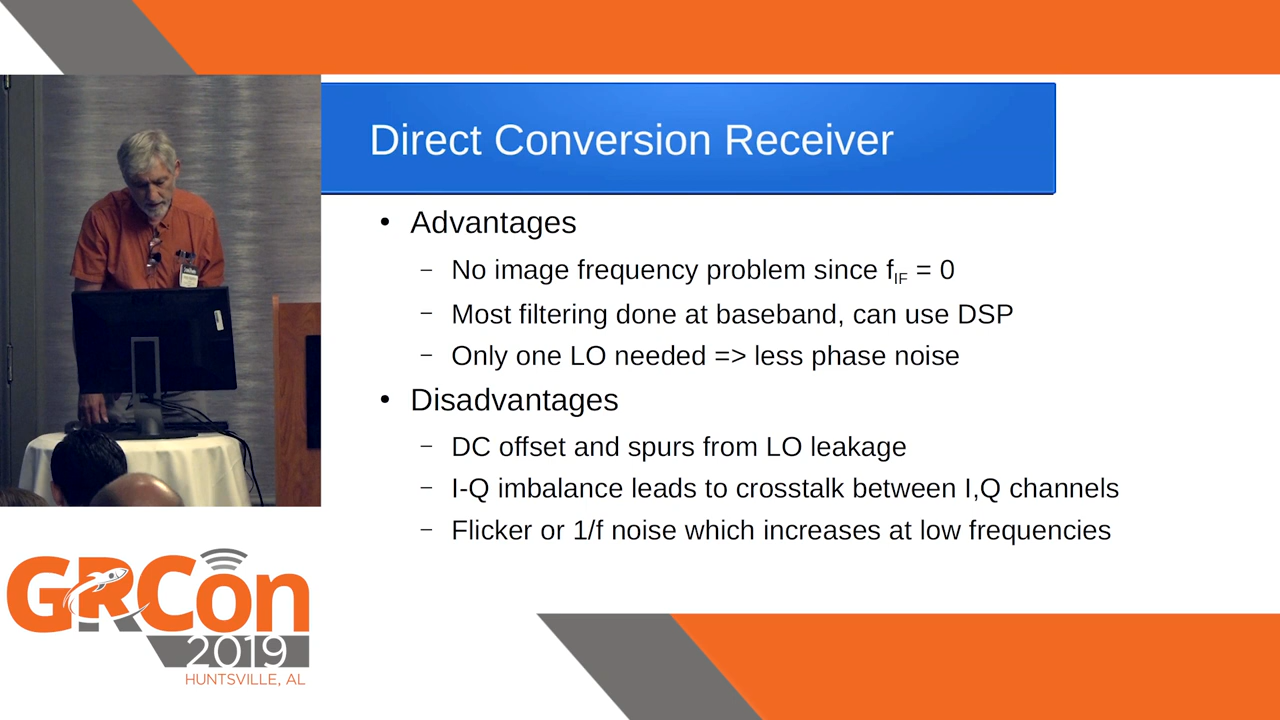 Direct Conversion Receiver
• Advantages
– No image frequency problem since fIF = 0
– Most filtering done at baseband, can use DSP
– Only one LO needed => less phase noise
• Disadvantages
– DC offset and spurs from LO leakage
– I-Q imbalance leads to crosstalk between I,Q channels
– Flicker or 1/f noise which increases at low frequencies
GRCon
2019
HUNTSVILLE, AL